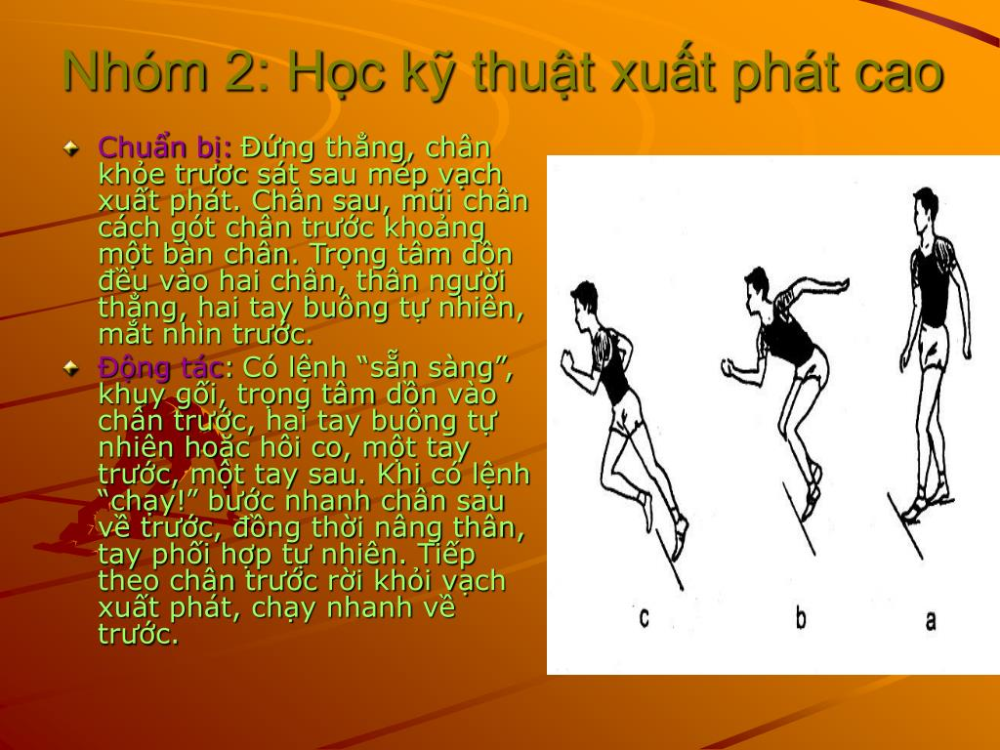 Nhóm 2: Học kỹ thuật xuất phát cao
Chuẩn bị: Đứng thẳng, chân
khỏe trươc sát sau mép vạch
xuất phát. Chân sau, mũi chân
cách gót chân trước khoảng
một bàn chân. Trọng tâm dồn
đều vào hai chân, thân người
thẳng, hai tay buông tự nhiên,
mắt nhìn trước.
Động tác: Có lệnh “sẵn sàng”,
khuỵ gối, trọng tâm dồn vào
chân trước, hai tay buông tự
nhiên hoặc hôi co, một tay
trước, một tay sau. Khi có lệnh
“chạy!” bước nhanh chân sau
về trước, đồng thời nâng thân,
tay phối hợp tự nhiên. Tiếp
theo chân trước rời khỏi vạch
xuất phát, chạy nhanh về
trước.
c b a